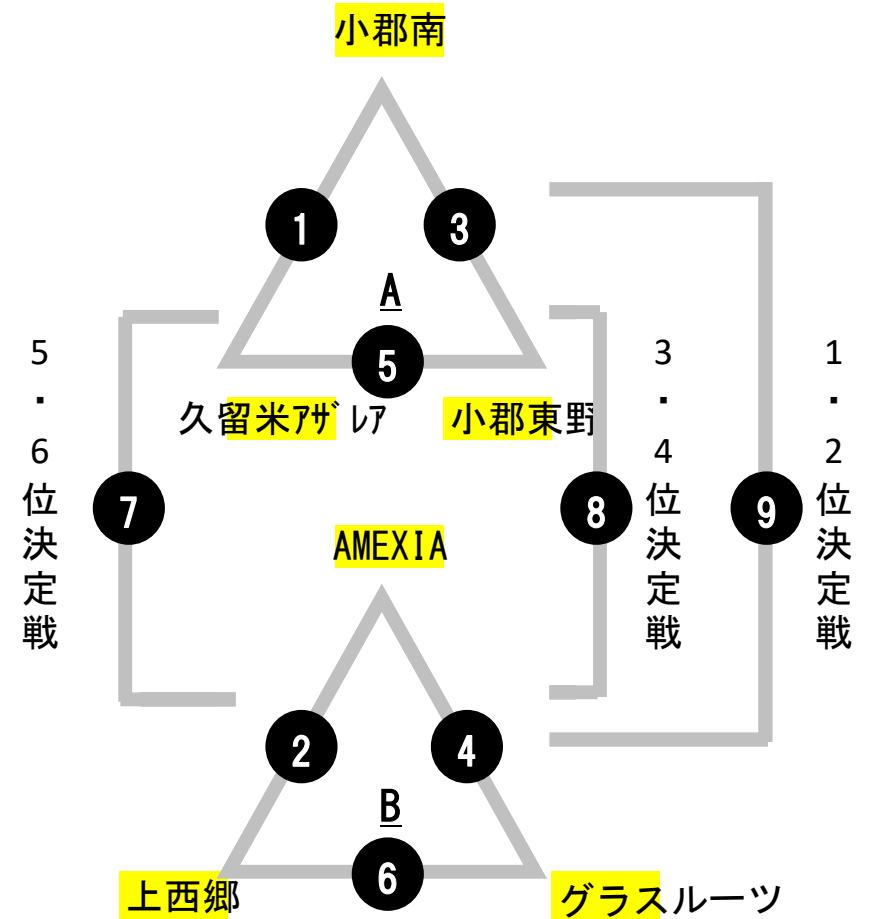 小郡南
1
3
A
5
久留米ｱｻﾞﾚｱ
小郡東野
5・6位決定戦
7
8
3・4位決定戦
9
1・2位決定戦
AMEXIA
2
4
B
6
上西郷
グラスルーツ